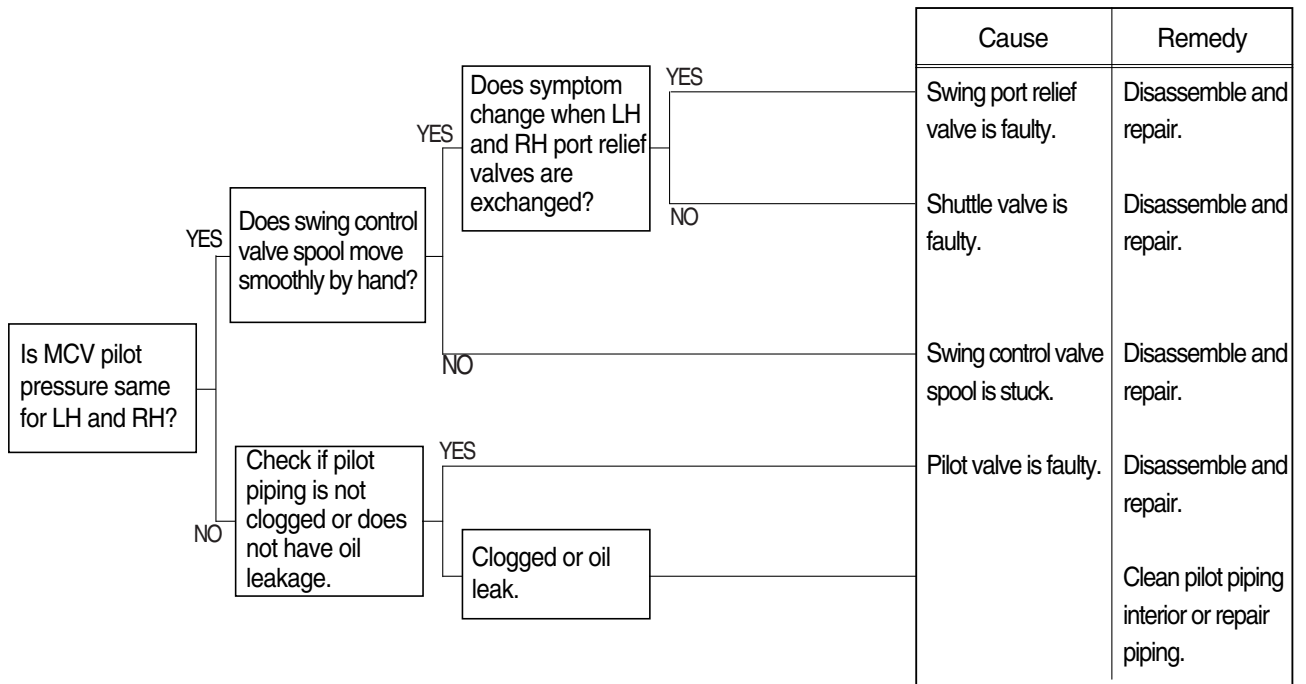 Is MCV pilot
pressure same
for LH and RH?
YES
Does swing control
valve spool move
smoothly by hand?
YES
Does symptom
change when LH
and RH port relief
valves are
exchanged?
YES
NO
NO
NO
Check if pilot
piping is not
clogged or does
not have oil
leakage.
YES
Clogged or oil
leak.
Cause
Remedy
Swing port relief
valve is faulty.
Disassemble and
repair.
Shuttle valve is
faulty.
Disassemble and
repair.
Swing control valve
spool is stuck.
Disassemble and
repair.
Pilot valve is faulty.
Disassemble and
repair.
Clean pilot piping
interior or repair
piping.